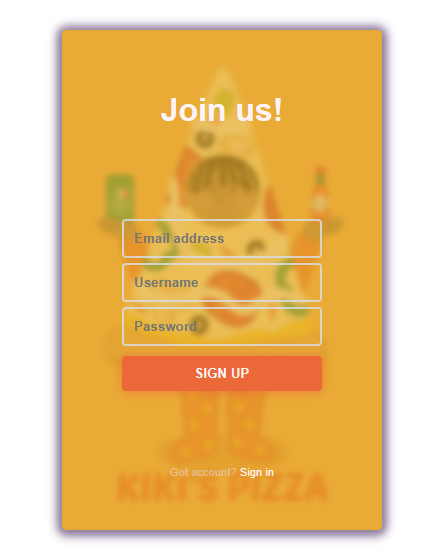 Join us!
Email address
Username
Password
SIGN UP
Got account? Sign in
KIKI'S PIZZA